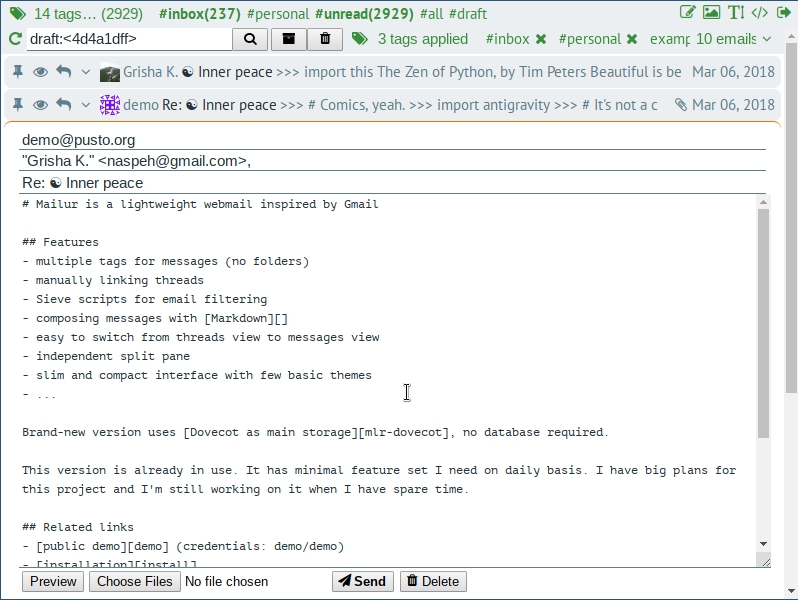 14 tags… (2929) #inbox(237) #personal #unread(2929) #all #draft
draft:<4d4a1dff> 3 tags applied #inbox #personal examp 10 emails
Grisha K. ☯ Inner peace >>> import this The Zen of Python, by Tim Peters Beautiful is be Mar 06, 2018
demo Re: ☯ Inner peace >>> # Comics, yeah. >>> import antigravity >>> # It's not a c Mar 06, 2018
demo@pusto.org
"Grisha K." <naspeh@gmail.com>,
Re: ☯ Inner peace
# Mailur is a lightweight webmail inspired by Gmail
## Features
- multiple tags for messages (no folders)
- manually linking threads
- Sieve scripts for email filtering
- composing messages with [Markdown][]
- easy to switch from threads view to messages view
- independent split pane
- slim and compact interface with few basic themes
- ...
Brand-new version uses [Dovecot as main storage][mlr-dovecot], no database required.
This version is already in use. It has minimal feature set I need on daily basis. I have big plans for
this project and I'm still working on it when I have spare time.
## Related links
- [public demo][demo] (credentials: demo/demo)
- [installation][install]
Preview Choose Files No file chosen Send Delete